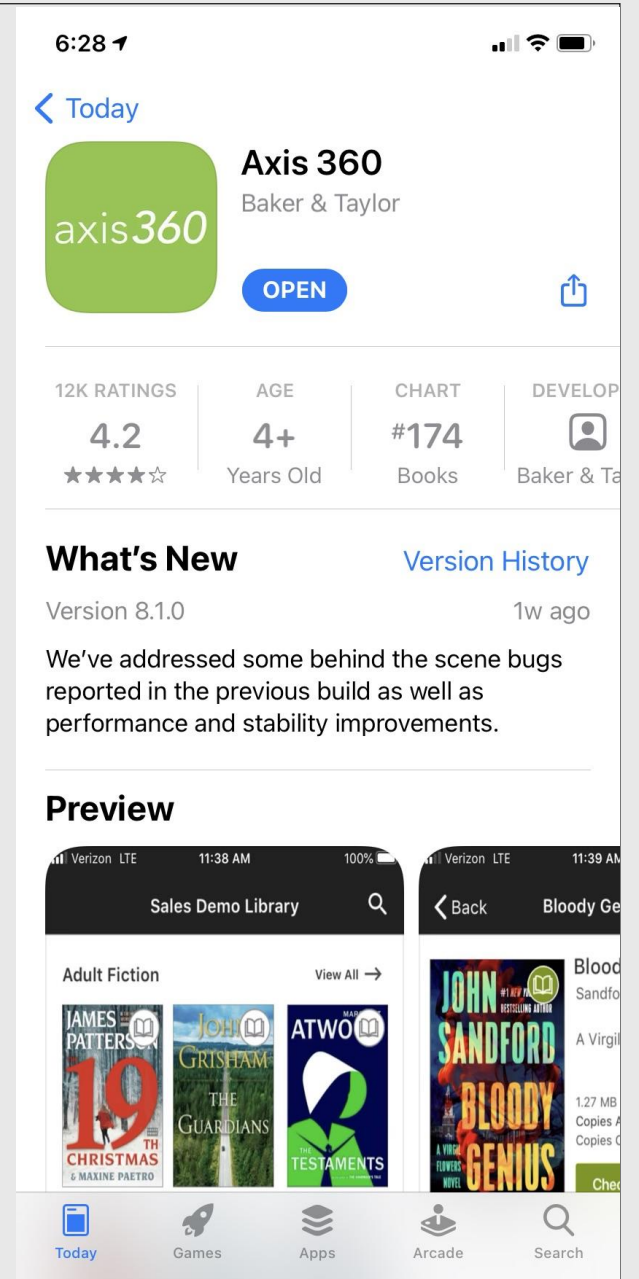 6:28
Today
axis360
Axis 360
Baker & Taylor
OPEN
12K RATINGS
4.2
AGE
4+
Years Old
CHART
#174
Books
DEVELOP
Baker & Ta
What's New
Version History
Version 8.1.0
1w ago
We've addressed some behind the scene bugs
reported in the previous build as well as
performance and stability improvements.
Preview
Verizon LTE 11:38 AM 100%
Sales Demo Library
Adult Fiction
View All →
JAMES
PATTERSON
19
TH
CHRISTMAS
& MAXINE PAETRO
JOHN
GRISHAM
THE
GUARDIANS
MAR
ATWO
THE
TESTAMENTS
Verizon LTE 11:39 AM
Back
Bloody Ge
JOHN
SANDFORD
#1 NEW Y
BESTSELLING AUTHOR
BLOODY
GENIUS
A VIRGIL
FLOWERS
NOVEL
Blood
Sandfo
A Virgil
1.27 MB
Copies A
Copies
Chec
Today
Games
Apps
Arcade
Search